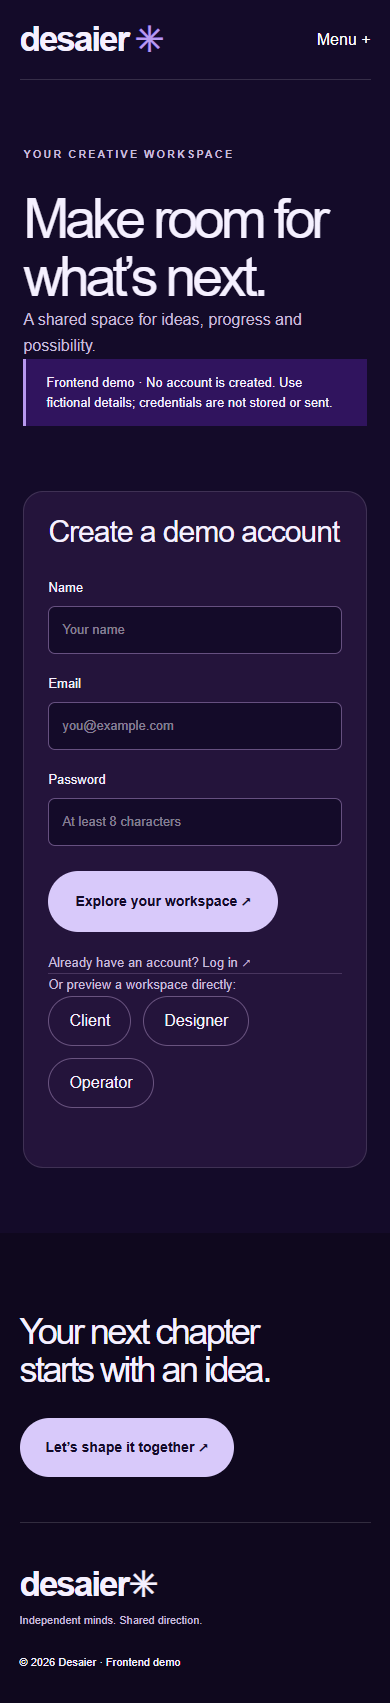 desaier ✳
Menu +
YOUR CREATIVE WORKSPACE
Make room for
what’s next.
A shared space for ideas, progress and
possibility.
Frontend demo · No account is created. Use
fictional details; credentials are not stored or sent.
Create a demo account
Name
Your name
Email
you@example.com
Password
At least 8 characters
Explore your workspace ↗
Already have an account? Log in ↗
Or preview a workspace directly:
Client
Designer
Operator
Your next chapter
starts with an idea.
Let’s shape it together ↗
desaier✳
Independent minds. Shared direction.
© 2026 Desaier · Frontend demo